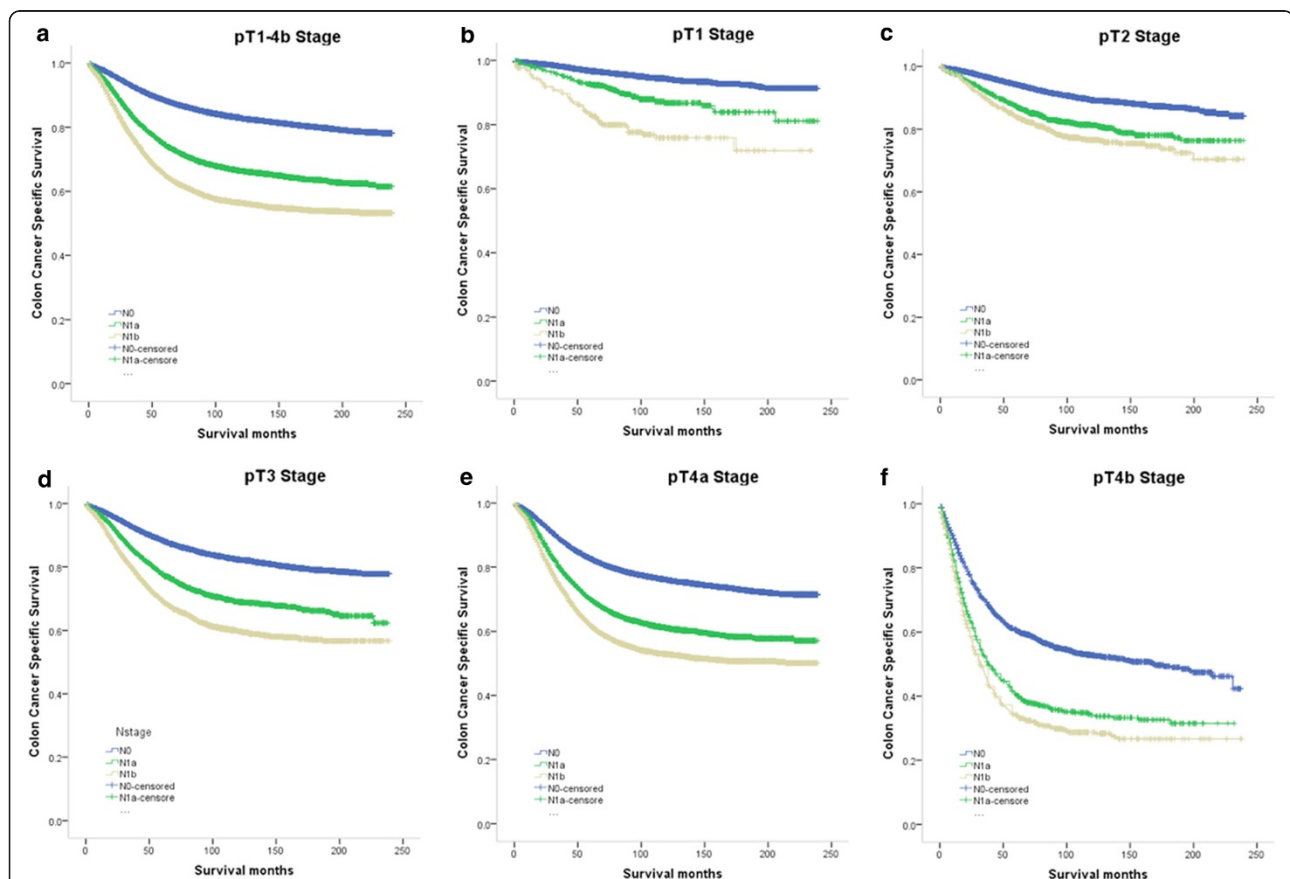 a
pT1-4b Stage
Colon Cancer Specific Survival
1.0
0.8
0.6
0.4
0.2
0.0
N0
N1a
N1b
N0-censored
N1a-censore
...
0 50 100 150 200 250
Survival months
b
pT1 Stage
Colon Cancer Specific Survival
1.0
0.8
0.6
0.4
0.2
0.0
N0
N1a
N1b
N0-censored
N1a-censore
...
0 50 100 150 200 250
Survival months
c
pT2 Stage
Colon Cancer Specific Survival
1.0
0.8
0.6
0.4
0.2
0.0
N0
N1a
N1b
N0-censored
N1a-censore
...
0 50 100 150 200 250
Survival months
d
pT3 Stage
Colon Cancer Specific Survival
1.0
0.8
0.6
0.4
0.2
0.0
Nstage
N0
N1a
N1b
N0-censored
N1a-censore
...
0 50 100 150 200 250
Survival months
e
pT4a Stage
Colon Cancer Specific Survival
1.0
0.8
0.6
0.4
0.2
0.0
N0
N1a
N1b
N0-censored
N1a-censore
...
0 50 100 150 200 250
Survival months
f
pT4b Stage
Colon Cancer Specific Survival
1.0
0.8
0.6
0.4
0.2
0.0
N0
N1a
N1b
N0-censored
N1a-censore
...
0 50 100 150 200 250
Survival months